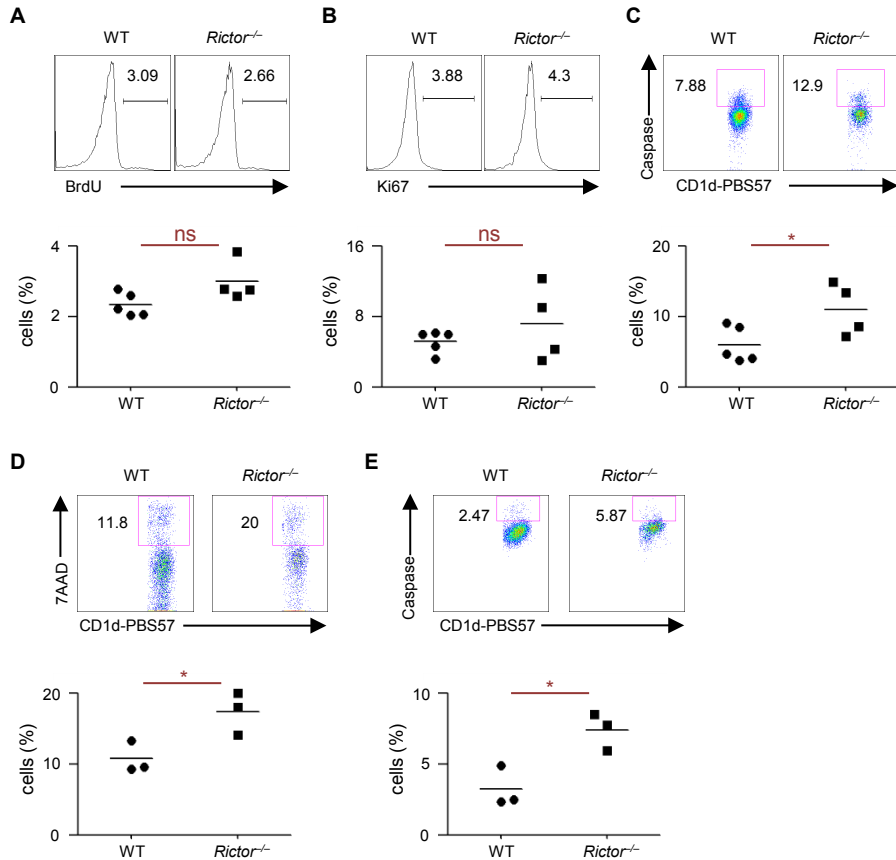 A
WT
Rictor–/–
3.09
2.66
BrdU
4
2
0
cells (%)
ns
WT
Rictor–/–
B
WT
Rictor–/–
3.88
4.3
Ki67
16
8
0
cells (%)
ns
WT
Rictor–/–
C
WT
Rictor–/–
7.88
12.9
Caspase
CD1d-PBS57
20
10
0
cells (%)
*
WT
Rictor–/–
D
WT
Rictor–/–
11.8
20
7AAD
CD1d-PBS57
20
10
0
cells (%)
*
WT
Rictor–/–
E
WT
Rictor–/–
2.47
5.87
Caspase
CD1d-PBS57
10
5
0
cells (%)
*
WT
Rictor–/–